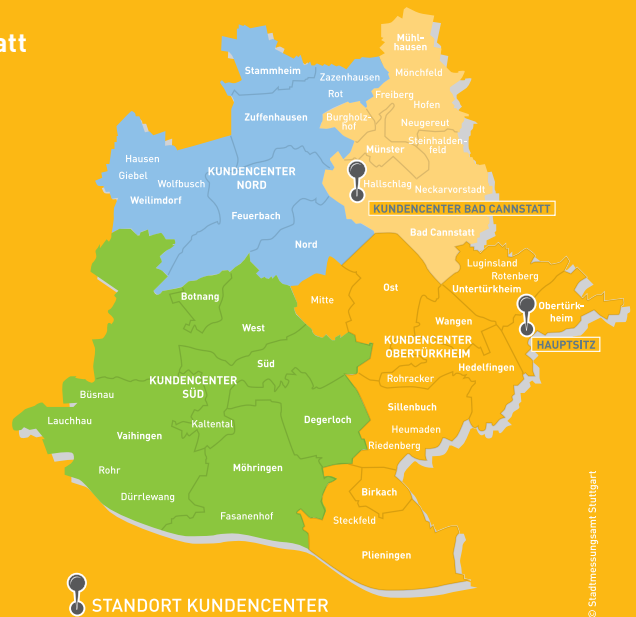 att
Mühl-
hausen
Stammheim
Zazenhausen
Mönchfeld
Rot
Freiberg
Hofen
Zuffenhausen
Burgholz-
hof
Neugereut
Steinhalden-
feld
Münster
Hausen
Giebel
Wolfbusch
Weilimdorf
KUNDENCENTER
NORD
Hallschlag
Neckarvorstadt
KUNDENCENTER BAD CANNSTATT
Feuerbach
Bad Cannstatt
Nord
Luginsland
Rotenberg
Untertürkheim
Ost
Botnang
Mitte
Obertürk-
heim
Wangen
West
KUNDENCENTER
OBERTÜRKHEIM
HAUPTSITZ
Süd
Hedelfingen
KUNDENCENTER
SÜD
Rohracker
Büsnau
Sillenbuch
Lauchhau
Kaltental
Degerloch
Heumaden
Vaihingen
Riedenberg
Rohr
Möhringen
Dürrlewang
Birkach
Fasanenhof
Steckfeld
Plieningen
STANDORT KUNDENCENTER
© Stadtmessungsamt Stuttgart